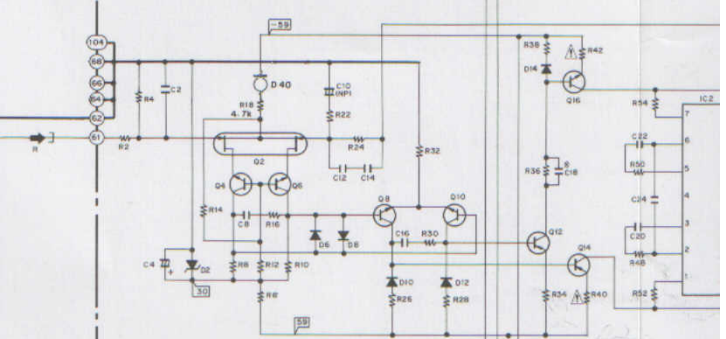 -59
104
68
66
64
62
61
R
R2
R4
C2
D40
R18
4.7k
C10
(NP)
R22
R24
Q2
C12
C14
R32
R38
D14
R42
Q16
R54
IC2
7
6
5
4
3
2
1
C22
R50
C24
C20
R48
R52
R36
8
C18
Q4
Q6
R14
C8
R16
Q8
Q10
C16
R30
D6
D8
Q12
Q14
C4
+
D2
30
R8
R12
R10
R6
D10
R26
D12
R28
R34
R40
59